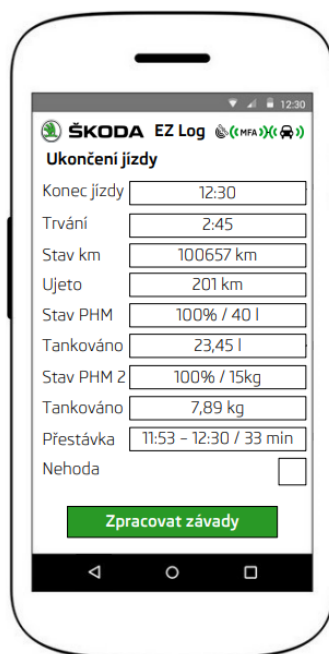 12:30
ŠKODA EZ Log ((MFA))((
))
Ukončení jízdy
Konec jízdy 12:30
Trvání 2:45
Stav km 100657 km
Ujeto 201 km
Stav PHM 100% / 40 l
Tankováno 23,45 l
Stav PHM 2 100% / 15kg
Tankováno 7,89 kg
Přestávka 11:53 – 12:30 / 33 min
Nehoda
Zpracovat závady